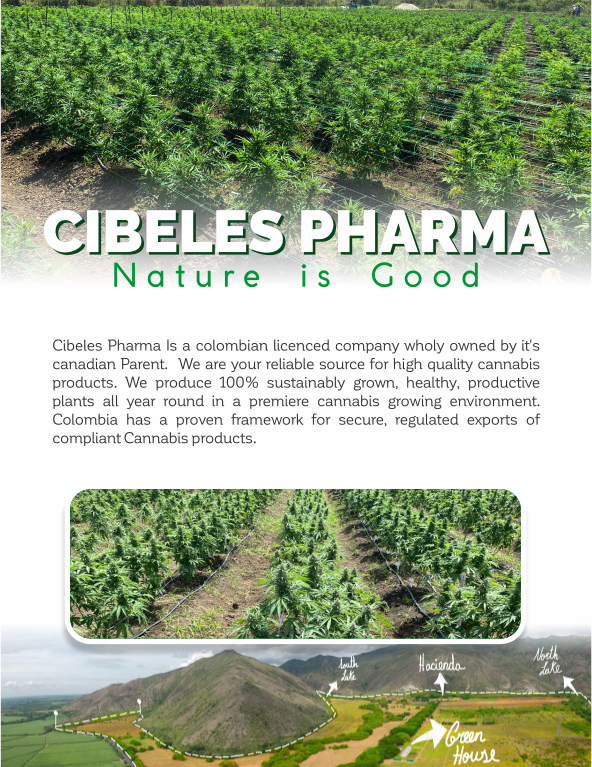 CIBELES PHARMA
Nature is Good
Cibeles Pharma Is a colombian licenced company wholy owned by it's
canadian Parent. We are your reliable source for high quality cannabis
products. We produce 100% sustainably grown, healthy, productive
plants all year round in a premiere cannabis growing environment.
Colombia has a proven framework for secure, regulated exports of
compliant Cannabis products.
South
Lake
Hacienda
North
Lake
Green
House